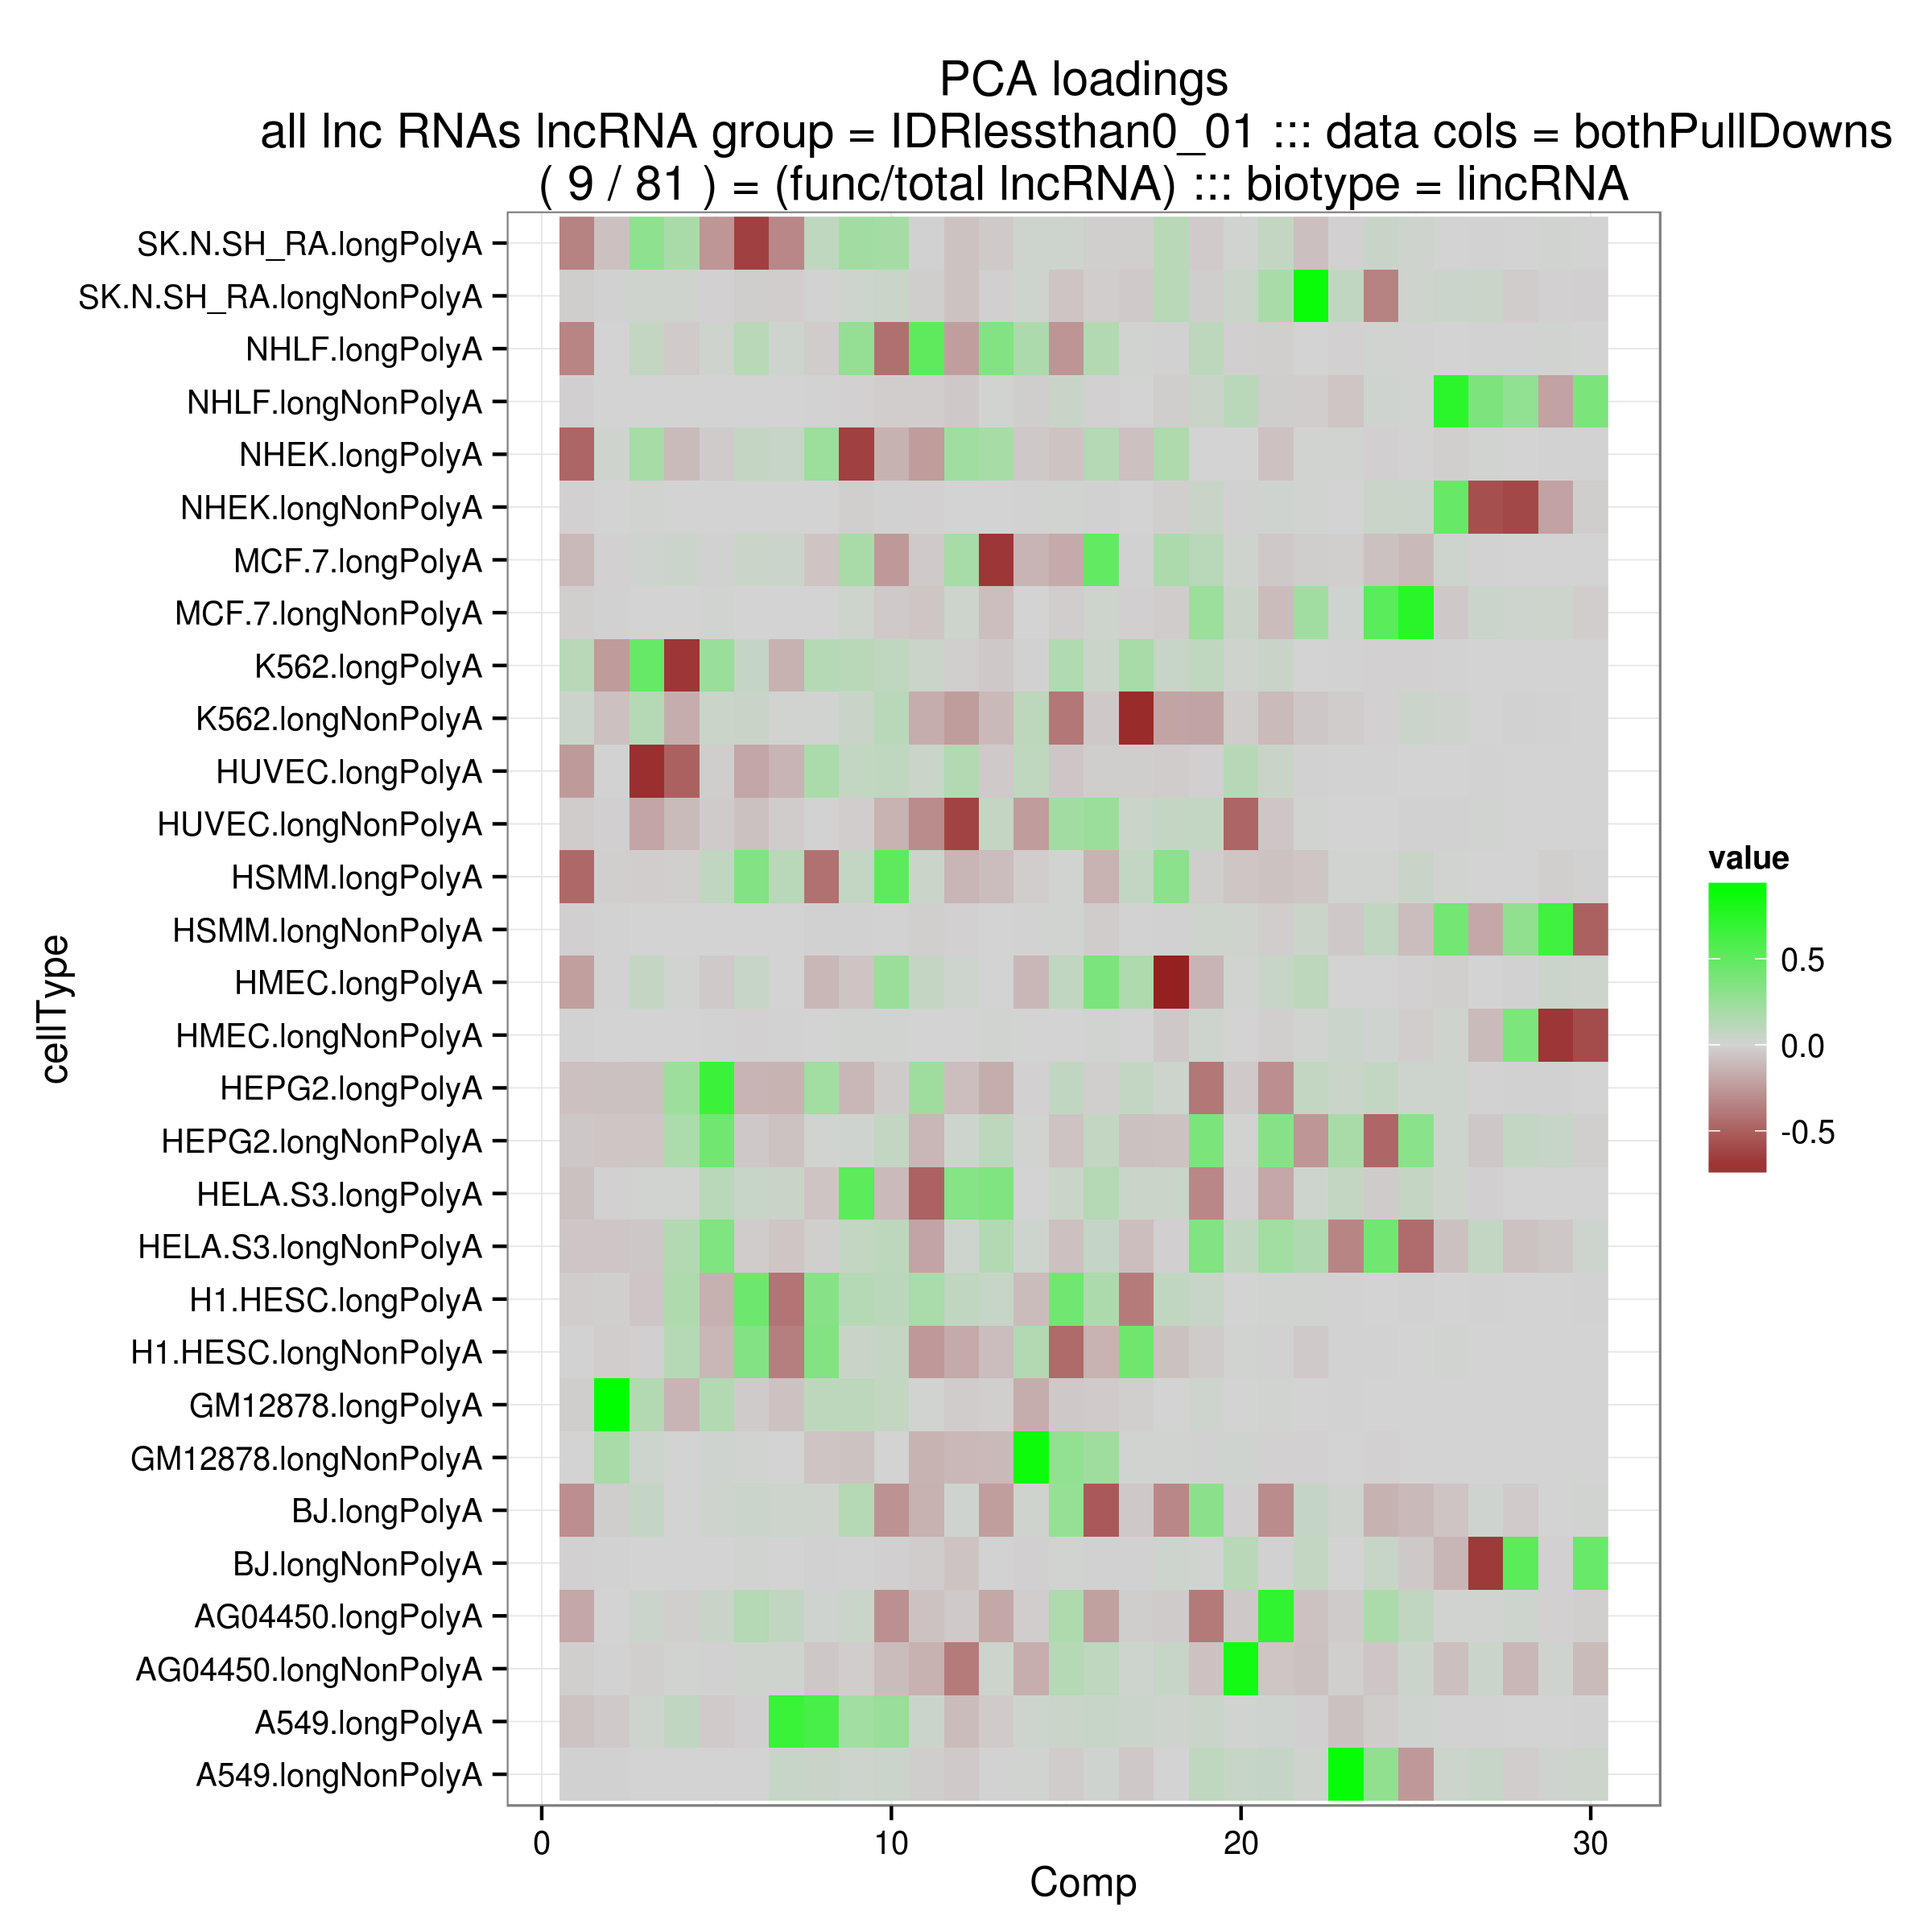 PCA loadings
all lnc RNAs lncRNA group = IDRlessthan0_01 ::: data cols = bothPullDowns
( 9 / 81 ) = (func/total lncRNA) ::: biotype = lincRNA
SK.N.SH_RA.longPolyA
SK.N.SH_RA.longNonPolyA
NHLF.longPolyA
NHLF.longNonPolyA
NHEK.longPolyA
NHEK.longNonPolyA
MCF.7.longPolyA
MCF.7.longNonPolyA
K562.longPolyA
K562.longNonPolyA
HUVEC.longPolyA
HUVEC.longNonPolyA
HSMM.longPolyA
HSMM.longNonPolyA
HMEC.longPolyA
HMEC.longNonPolyA
HEPG2.longPolyA
HEPG2.longNonPolyA
HELA.S3.longPolyA
HELA.S3.longNonPolyA
H1.HESC.longPolyA
H1.HESC.longNonPolyA
GM12878.longPolyA
GM12878.longNonPolyA
BJ.longPolyA
BJ.longNonPolyA
AG04450.longPolyA
AG04450.longNonPolyA
A549.longPolyA
A549.longNonPolyA
cellType
0 10 20 30
Comp
value
0.5
0.0
-0.5